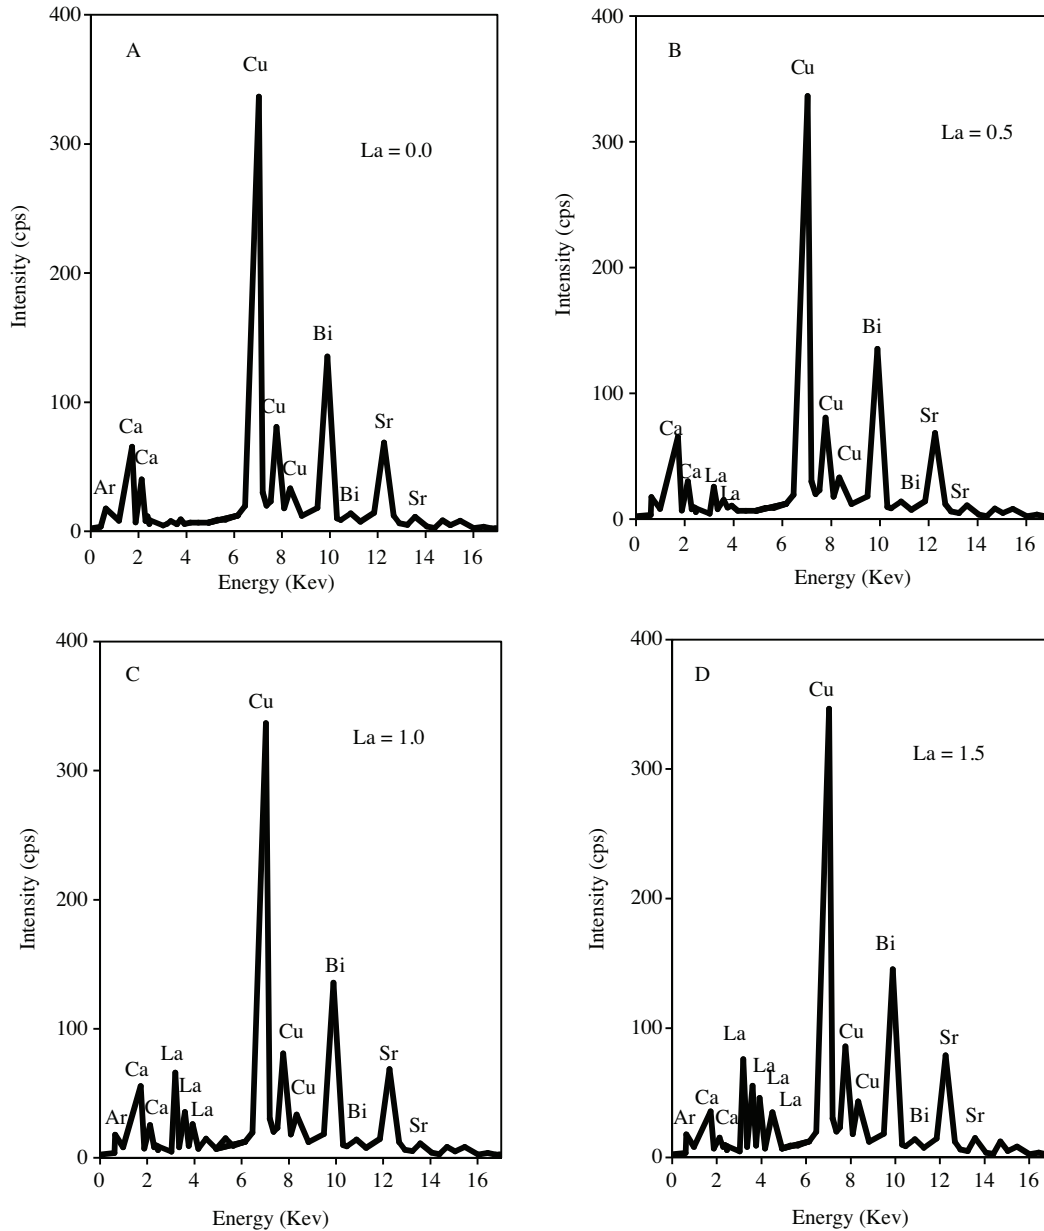 A
La = 0.0
Intensity (cps)
400
300
200
100
0
Cu
Bi
Cu
Sr
Ca
Ca
Cu
Ar
Bi
Sr
0 2 4 6 8 10 12 14 16
Energy (Kev)
B
La = 0.5
Intensity (cps)
400
300
200
100
0
Cu
Bi
Sr
Cu
Ca
Cu
Ca
La
La
Bi
Sr
0 2 4 6 8 10 12 14 16
Energy (Kev)
C
La = 1.0
Intensity (cps)
400
300
200
100
0
Cu
Bi
Cu
Sr
La
Ca
La
Cu
Ar
Ca
La
Bi
Sr
0 2 4 6 8 10 12 14 16
Energy (Kev)
D
La = 1.5
Intensity (cps)
400
300
200
100
0
Cu
Bi
La
Cu
Sr
La
La
Cu
Ca
La
Ar
Ca
Bi
Sr
0 2 4 6 8 10 12 14 16
Energy (Kev)